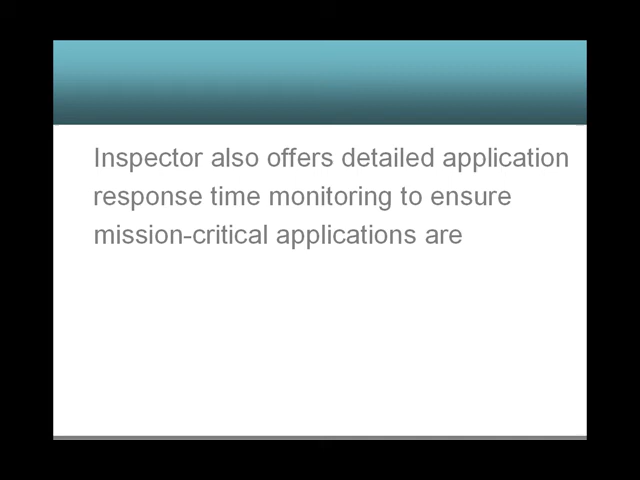 Inspector also offers detailed application
response time monitoring to ensure
mission-critical applications are